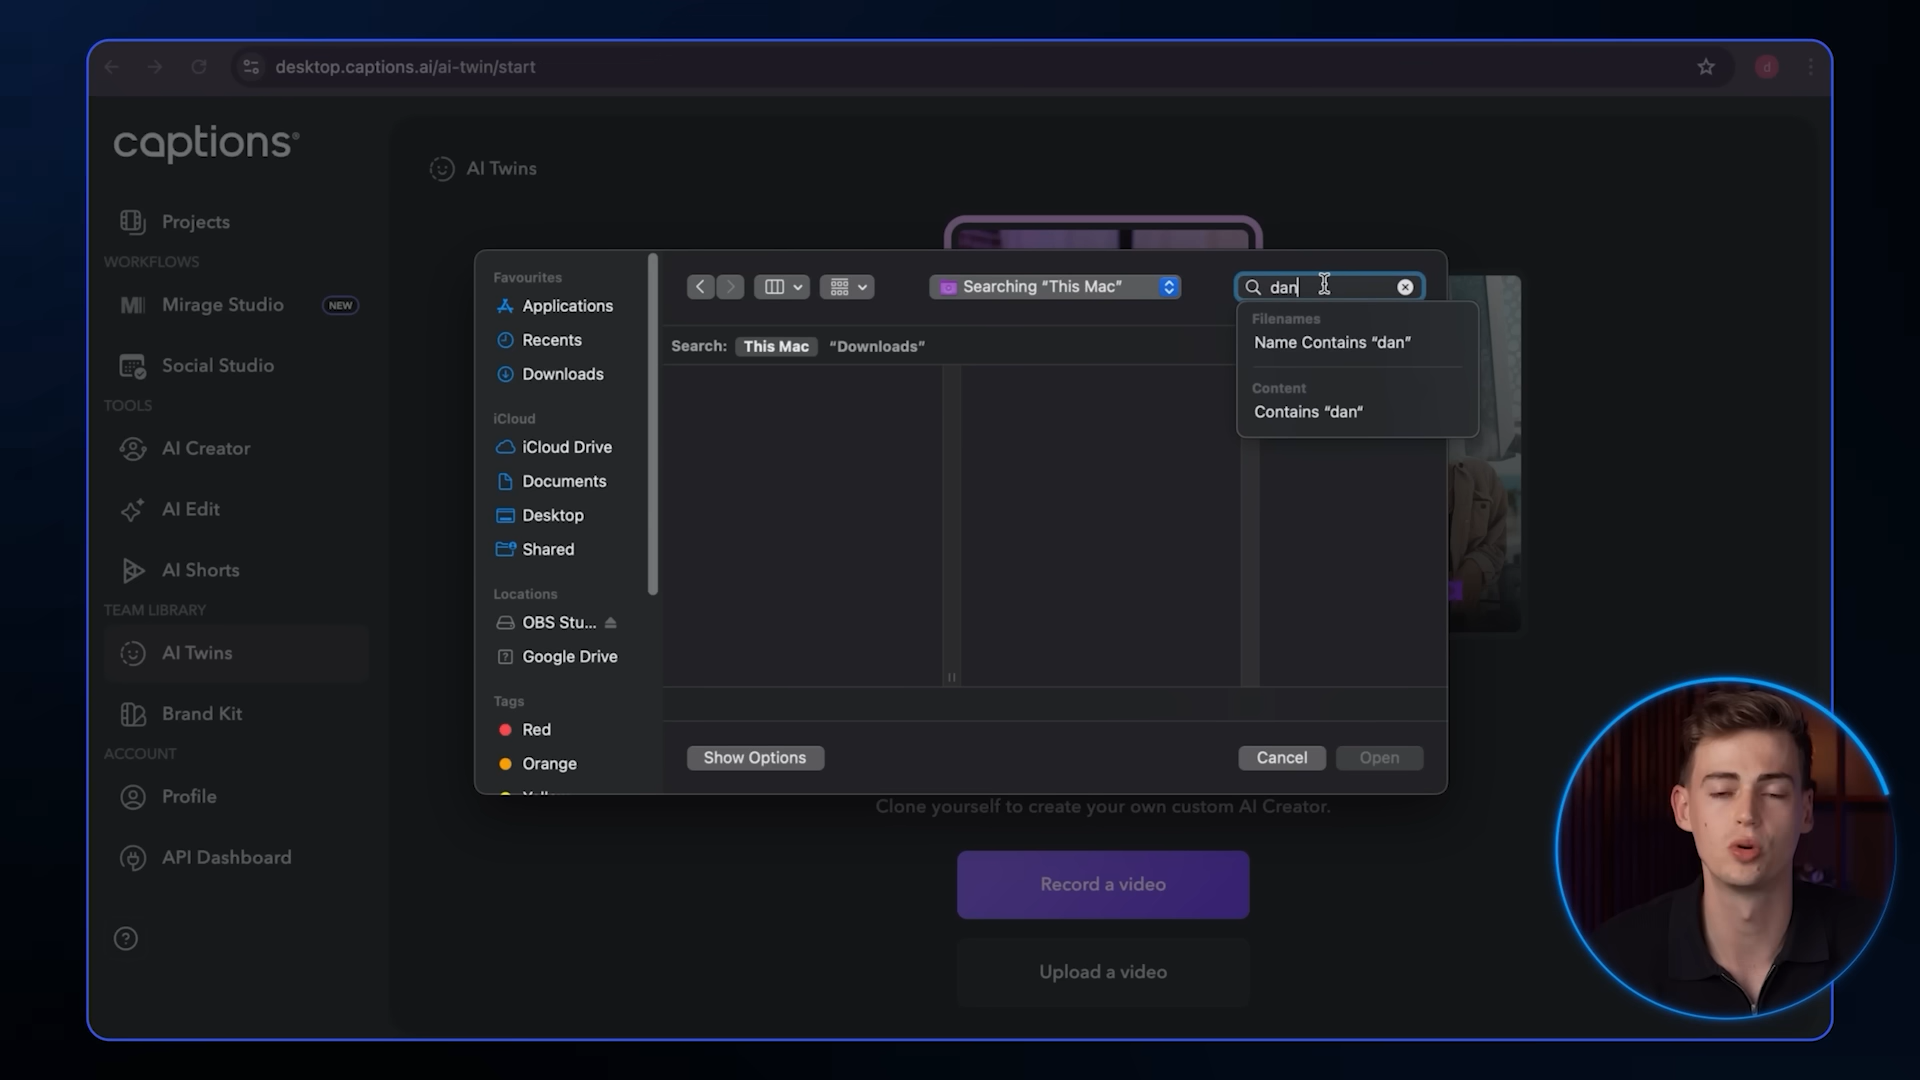 desktop.captions.ai/ai-twin/start
d
captions®
Projects
WORKFLOWS
Mirage Studio
NEW
Social Studio
TOOLS
AI Creator
AI Edit
AI Shorts
TEAM LIBRARY
AI Twins
Brand Kit
ACCOUNT
Profile
API Dashboard
?
AI Twins
Favourites
Applications
Recents
Downloads
iCloud
iCloud Drive
Documents
Desktop
Shared
Locations
OBS Stu...
Google Drive
Tags
Red
Orange
Searching “This Mac”
dan
Search:
This Mac
“Downloads”
Filenames
Name Contains “dan”
Content
Contains “dan”
Show Options
Cancel
Open
Clone yourself to create your own custom AI Creator.
Record a video
Upload a video